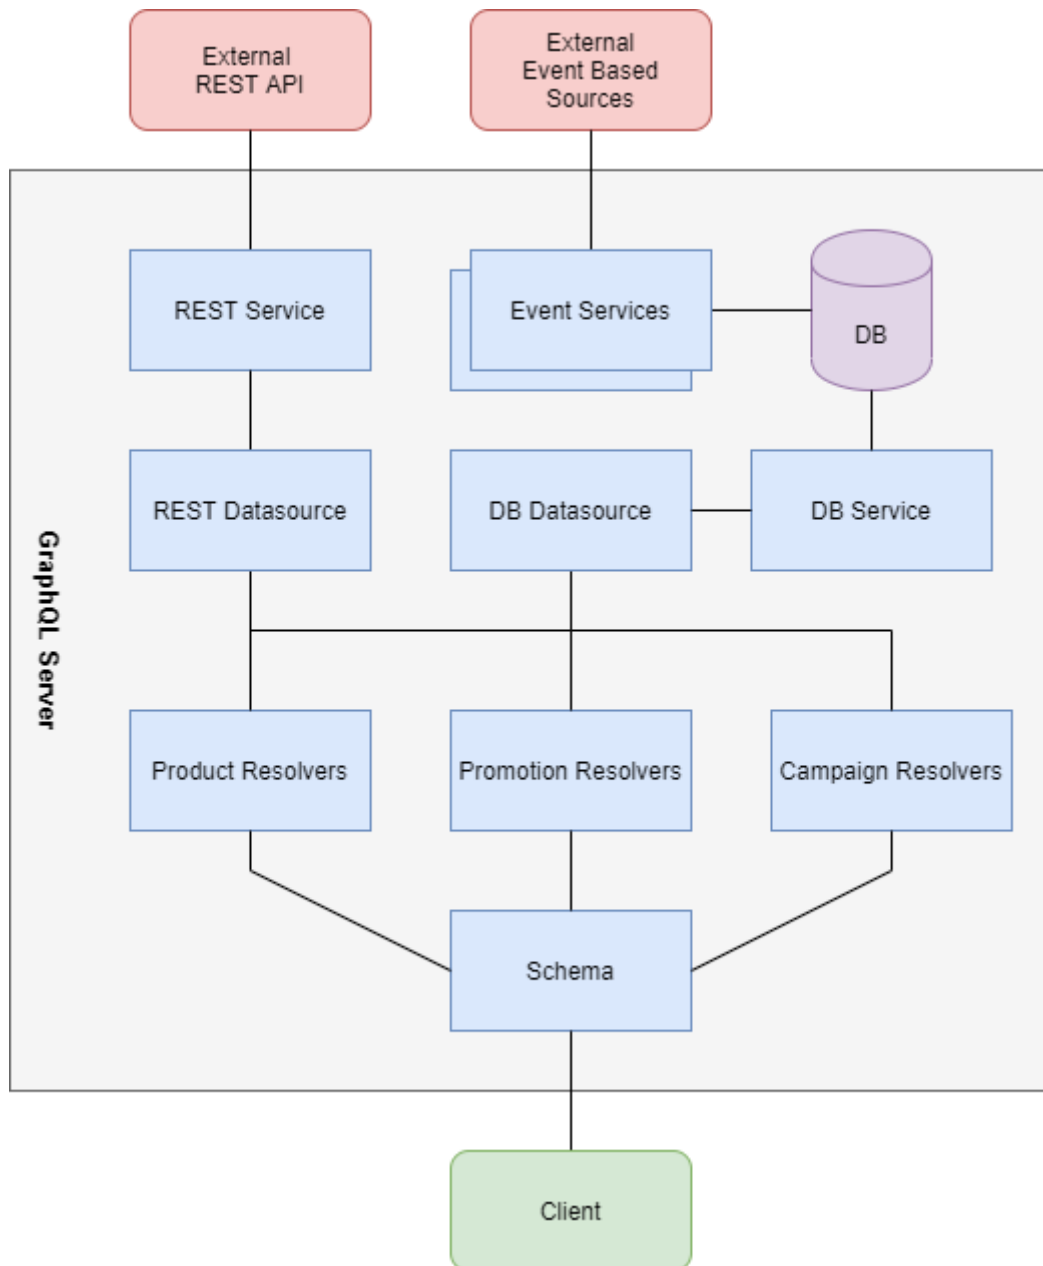 External
REST API
External
Event Based
Sources
REST Service
Event Services
DB
REST Datasource
DB Datasource
DB Service
GraphQL Server
Product Resolvers
Promotion Resolvers
Campaign Resolvers
Schema
Client